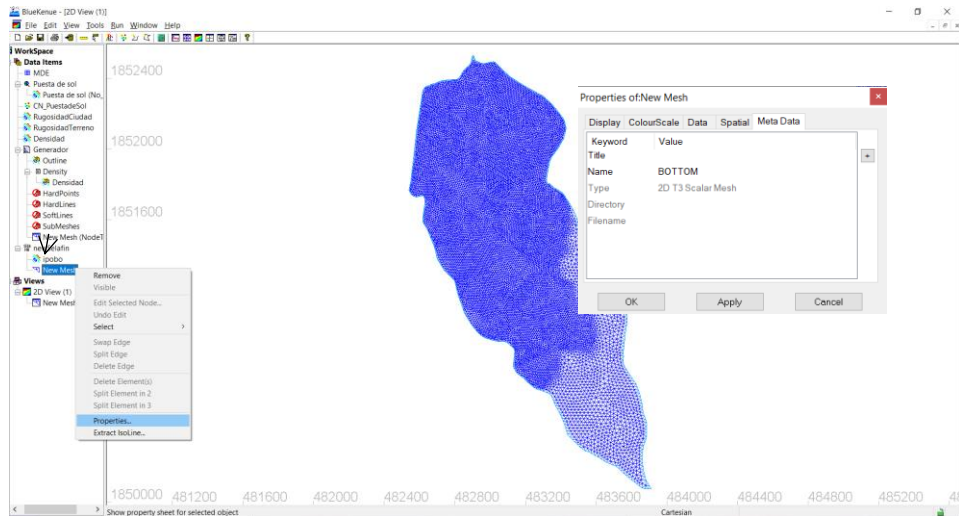 BlueKenue - [2D View (1)]
File Edit View Tools Run Window Help
WorkSpace
Data Items
MDE
Puesta de sol
Puesta de sol (No_
CN_PuestadeSol
RugosidadCiudad
RugosidadTerreno
Densidad
Generador
Outline
Density
Densidad
HardPoints
HardLines
SoftLines
SubMeshes
New Mesh (NodeT
ipobo
New Mesh
Views
2D View (1)
New Mesh
Remove
Visible
Edit Selected Node...
Undo Edit
Select
Swap Edge
Split Edge
Delete Edge
Delete Element(s)
Split Element in 2
Split Element in 3
Properties...
Extract IsoLine...
1852400
1852000
1851600
1850000
481200 481600 482000 482400 482800 483200 483600 484000 484400 484800 485200
Properties of:New Mesh
Display ColourScale Data Spatial Meta Data
Keyword Value
Title
Name BOTTOM
Type 2D T3 Scalar Mesh
Directory
Filename
OK Apply Cancel
Show property sheet for selected object
Cartesian